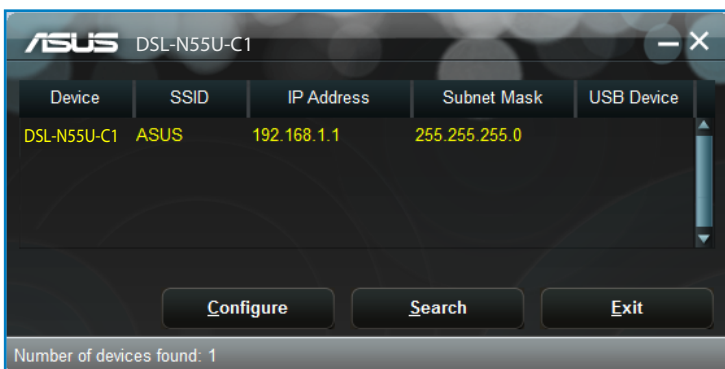 ASUS DSL-N55U-C1
Device SSID IP Address Subnet Mask USB Device
DSL-N55U-C1 ASUS 192.168.1.1 255.255.255.0
Configure Search Exit
Number of devices found: 1